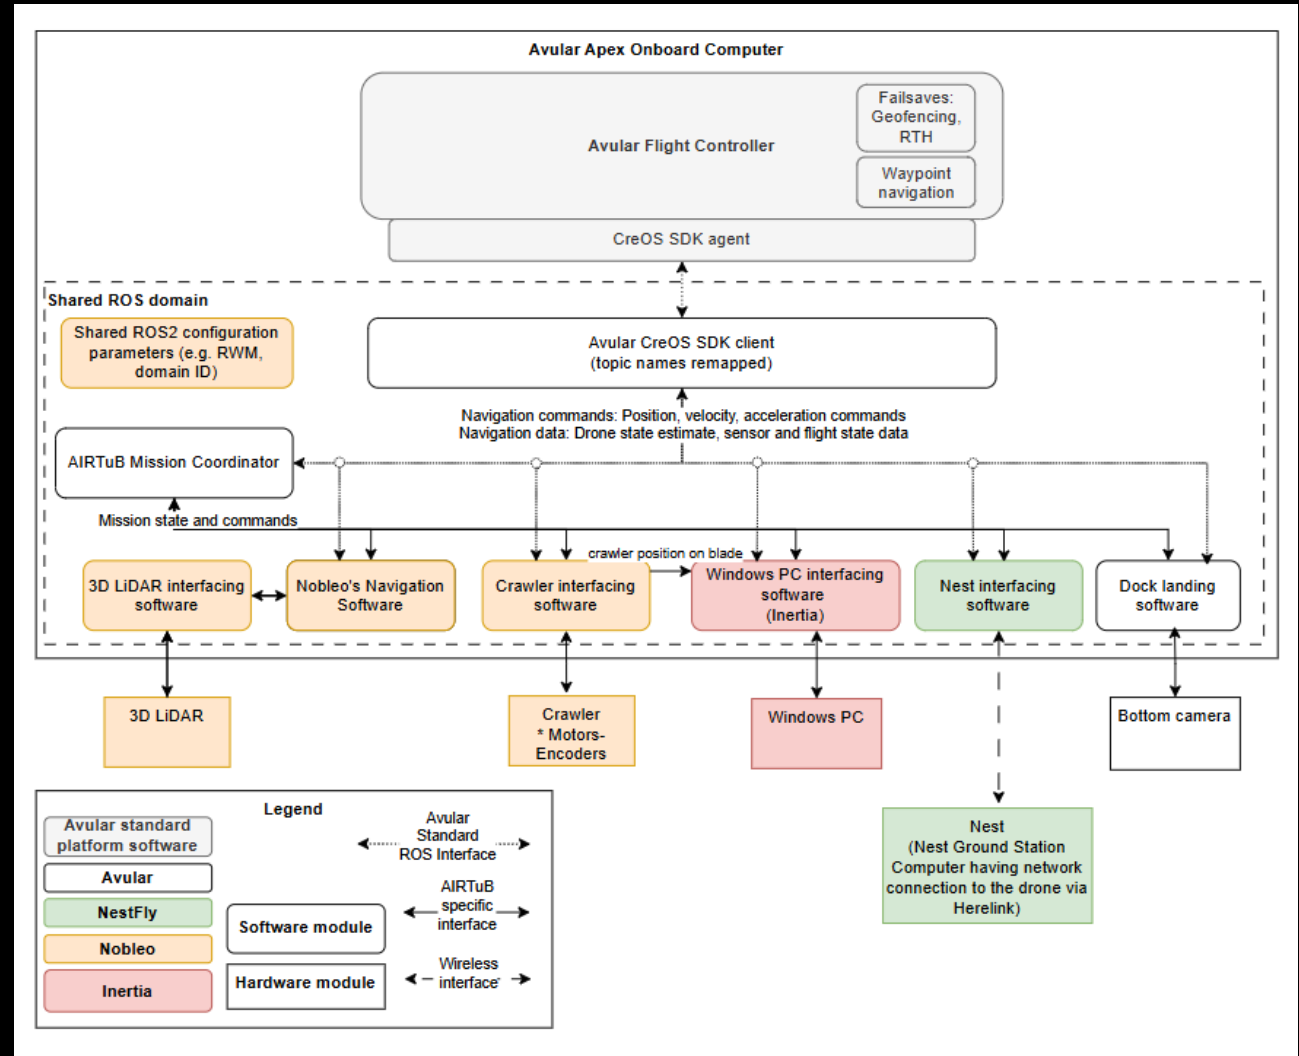 Avular Apex Onboard Computer
Failsaves:
Geofencing,
RTH
Avular Flight Controller
Waypoint
navigation
CreOS SDK agent
Shared ROS domain
Shared ROS2 configuration
parameters (e.g. RWM,
domain ID)
Avular CreOS SDK client
(topic names remapped)
Navigation commands: Position, velocity, acceleration commands
Navigation data: Drone state estimate, sensor and flight state data
AIRTuB Mission Coordinator
Mission state and commands
crawler position on blade
3D LiDAR interfacing
software
Nobleo's Navigation
Software
Crawler interfacing
software
Windows PC interfacing
software
(Inertia)
Nest interfacing
software
Dock landing
software
3D LiDAR
Crawler
* Motors-
Encoders
Windows PC
Bottom camera
Nest
(Nest Ground Station
Computer having network
connection to the drone via
Herelink)
Legend
Avular standard
platform software
Avular
NestFly
Nobleo
Inertia
Software module
Hardware module
Avular
Standard
ROS Interface
AIRTuB
specific
interface
Wireless
interface